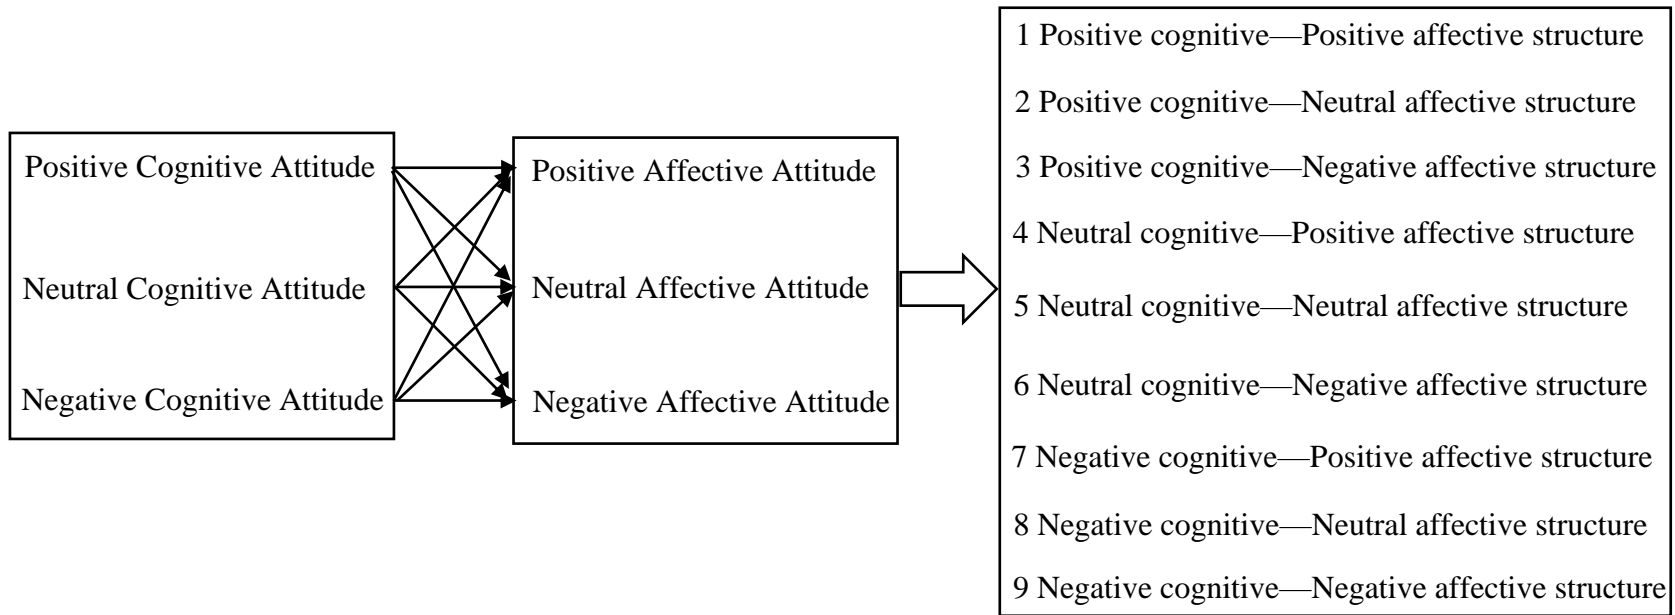 Positive Cognitive Attitude
Neutral Cognitive Attitude
Negative Cognitive Attitude
Positive Affective Attitude
Neutral Affective Attitude
Negative Affective Attitude
1 Positive cognitive—Positive affective structure
2 Positive cognitive—Neutral affective structure
3 Positive cognitive—Negative affective structure
4 Neutral cognitive—Positive affective structure
5 Neutral cognitive—Neutral affective structure
6 Neutral cognitive—Negative affective structure
7 Negative cognitive—Positive affective structure
8 Negative cognitive—Neutral affective structure
9 Negative cognitive—Negative affective structure